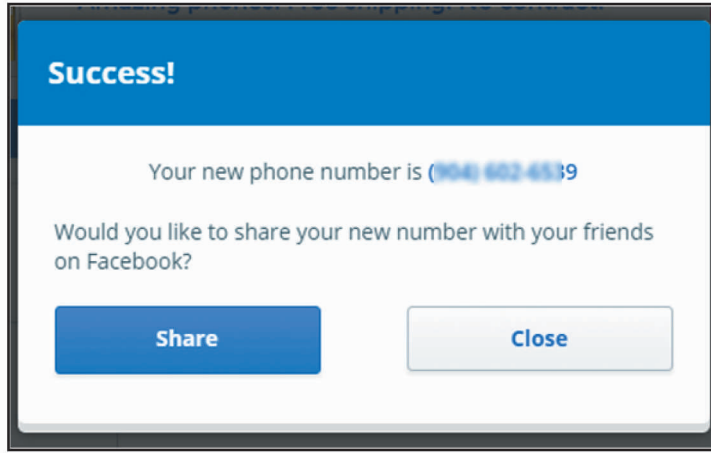 Success!
Your new phone number is
Would you like to share your new number with your friends
on Facebook?
Share Close